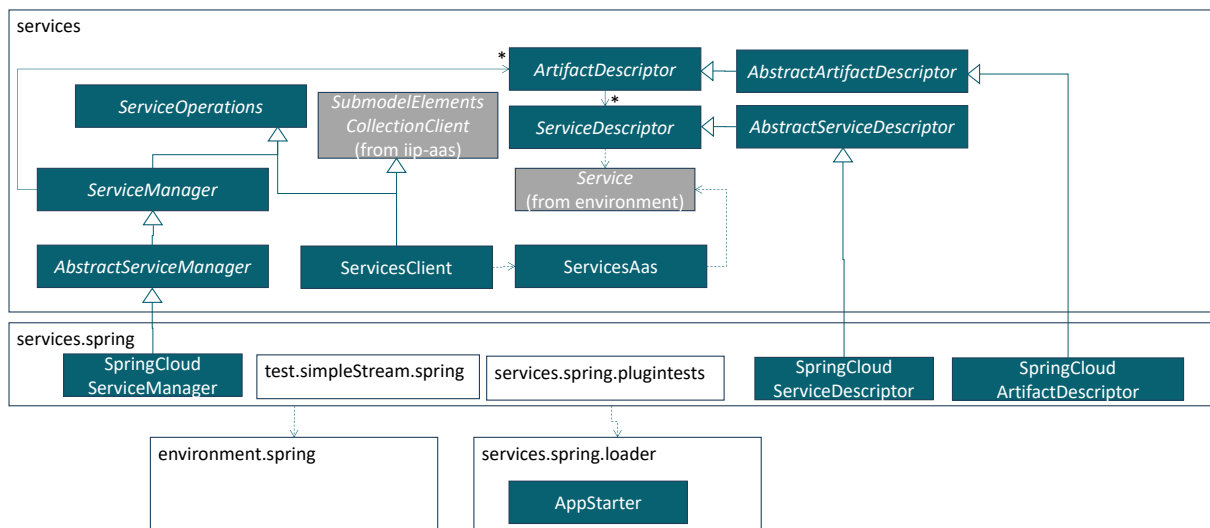 services
*
ArtifactDescriptor
AbstractArtifactDescriptor
ServiceOperations
SubmodelElements
CollectionClient
(from iip-aas)
*
ServiceDescriptor
AbstractServiceDescriptor
ServiceManager
Service
(from environment)
AbstractServiceManager
ServicesClient
ServicesAas
services.spring
SpringCloud
ServiceManager
test.simpleStream.spring
services.spring.plugintests
SpringCloud
ServiceDescriptor
SpringCloud
ArtifactDescriptor
environment.spring
services.spring.loader
AppStarter